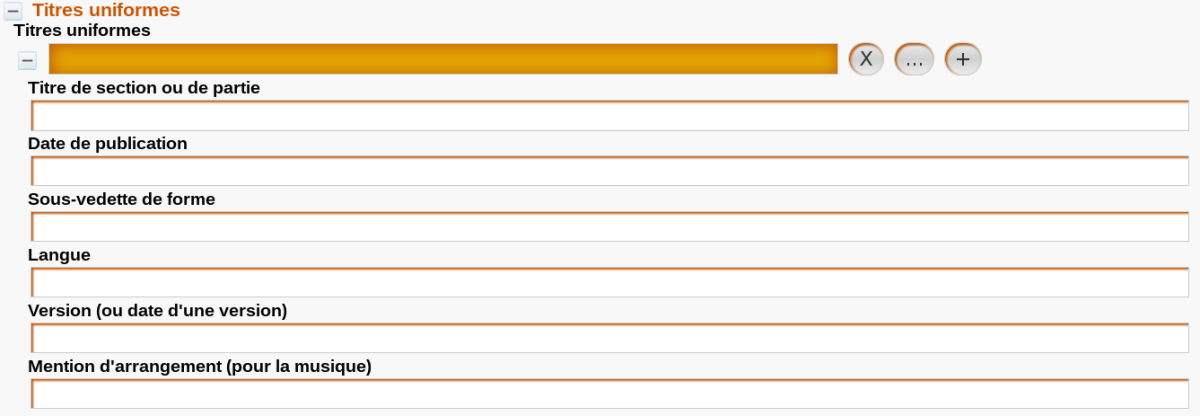 Titres uniformes
Titres uniformes
X ... +
Titre de section ou de partie
Date de publication
Sous-vedette de forme
Langue
Version (ou date d'une version)
Mention d'arrangement (pour la musique)